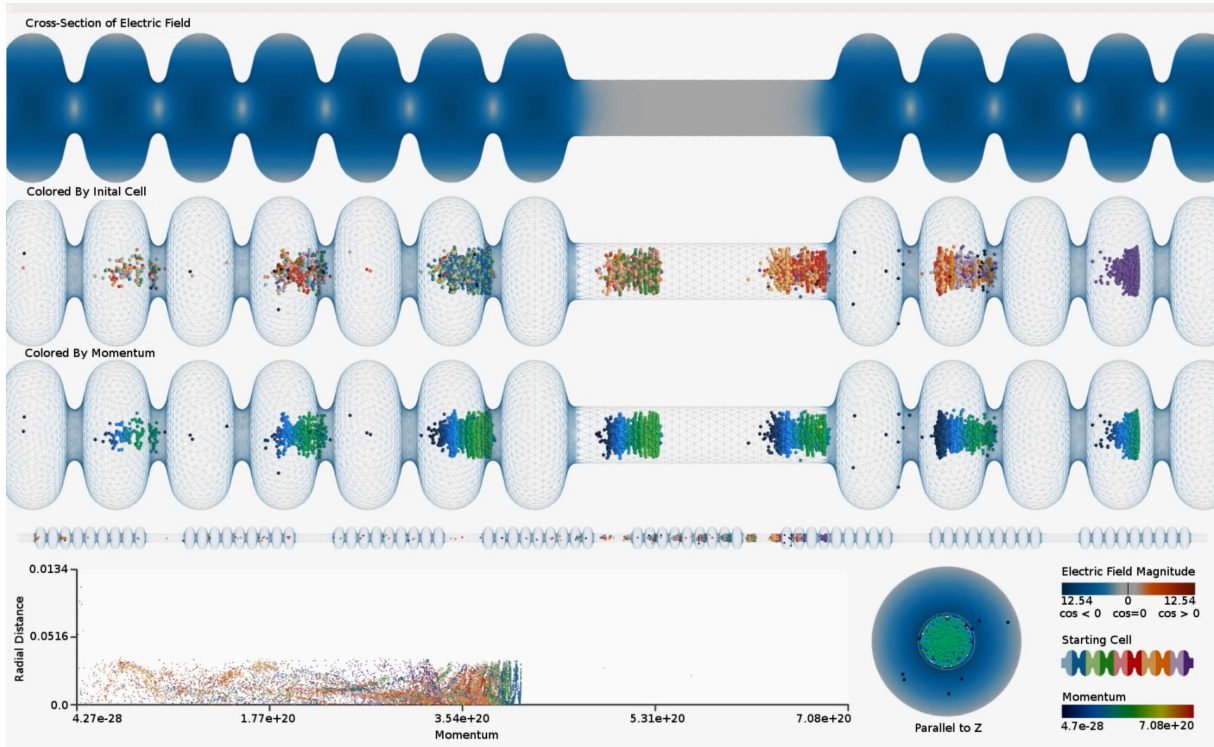 Cross-Section of Electric Field
Colored By Inital Cell
Colored By Momentum
0.0134
0.0516
0.0
Radial Distance
4.27e-28
1.77e+20
3.54e+20
5.31e+20
7.08e+20
Momentum
Parallel to Z
Electric Field Magnitude
12.54 0 12.54
cos < 0 cos=0 cos > 0
Starting Cell
Momentum
4.7e-28 7.08e+20